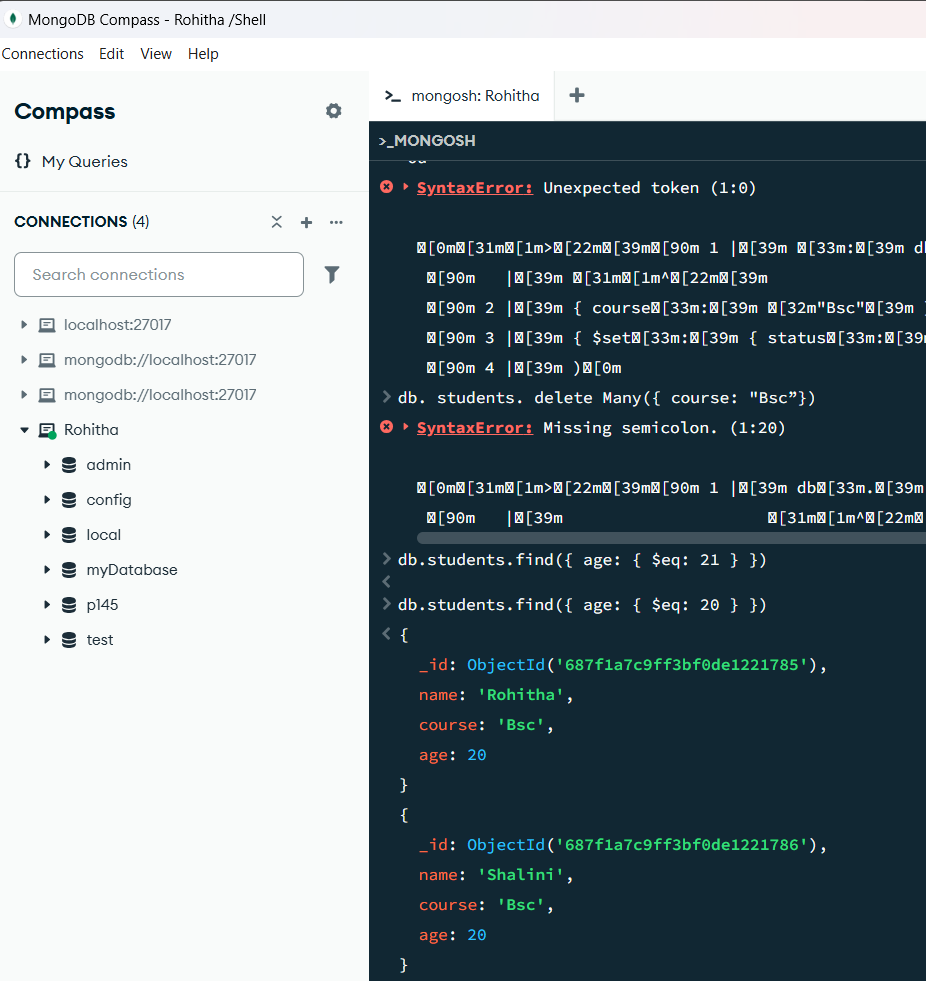 MongoDB Compass - Rohitha /Shell
Connections Edit View Help
Compass
{} My Queries
CONNECTIONS (4)
Search connections
localhost:27017
mongodb://localhost:27017
mongodb://localhost:27017
Rohitha
admin
config
local
myDatabase
p145
test
>_ mongosh: Rohitha +
>_MONGOSH
SyntaxError: Unexpected token (1:0)
[0m[31m[1m>[22m[39m[90m 1 |[39m [33m:[39m
[90m   |[39m [31m[1m^[22m[39m
[90m 2 |[39m { course[33m:[39m [32m"Bsc"[39m
[90m 3 |[39m { $set[33m:[39m { status[33m:[39m
[90m 4 |[39m )[0m
> db. students. delete Many({ course: "Bsc”})
SyntaxError: Missing semicolon. (1:20)
[0m[31m[1m>[22m[39m[90m 1 |[39m db[33m.[39m
[90m   |[39m                     [31m[1m^[22m
> db.students.find({ age: { $eq: 21 } })
<
> db.students.find({ age: { $eq: 20 } })
< {
_id: ObjectId('687f1a7c9ff3bf0de1221785'),
name: 'Rohitha',
course: 'Bsc',
age: 20
}
{
_id: ObjectId('687f1a7c9ff3bf0de1221786'),
name: 'Shalini',
course: 'Bsc',
age: 20
}